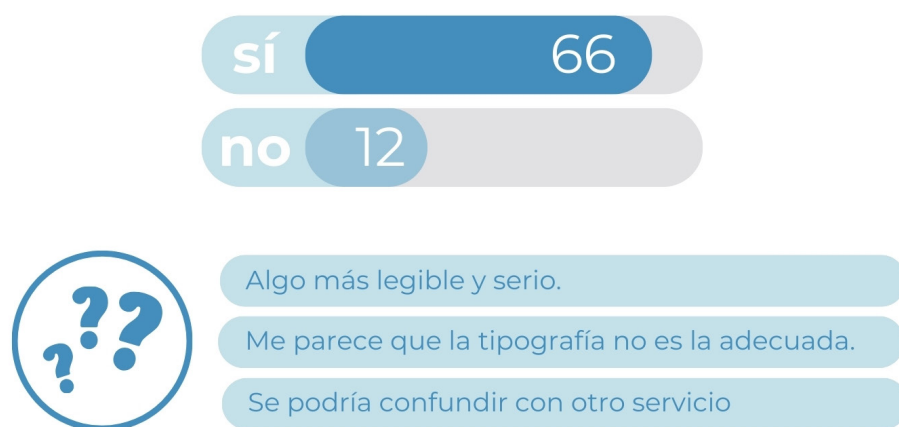 sí 66
no 12
???
Algo más legible y serio.
Me parece que la tipografía no es la adecuada.
Se podría confundir con otro servicio